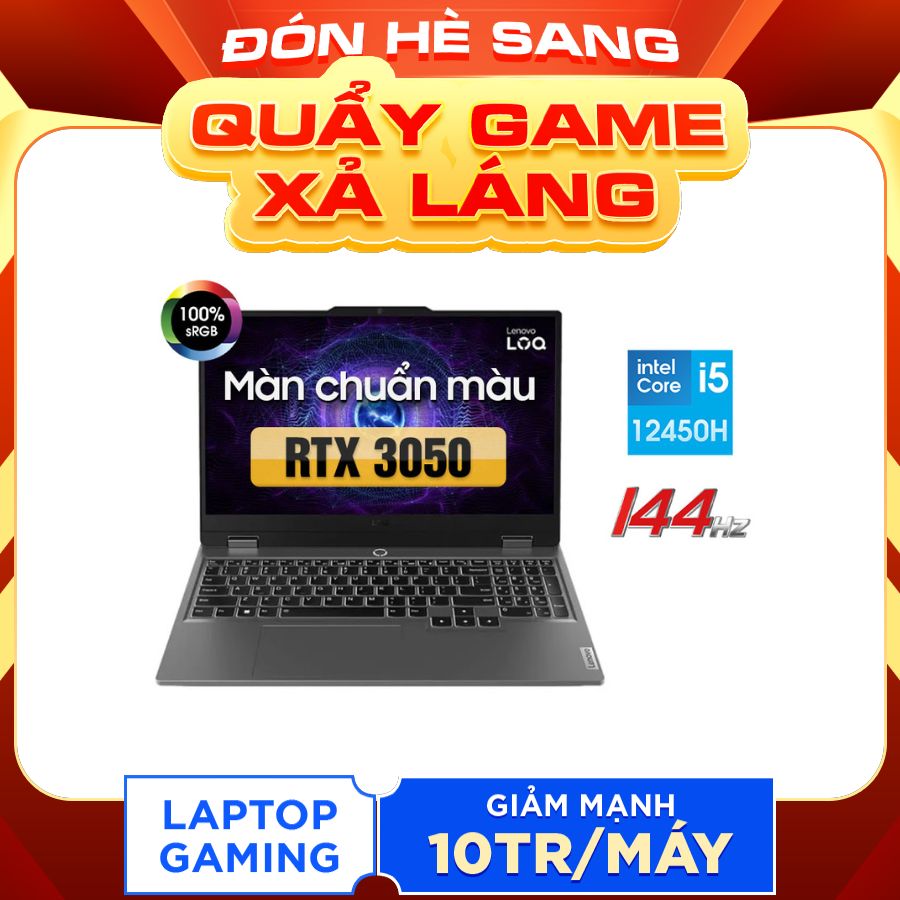 ĐÓN HÈ SANG
QUẨY GAME
XẢ LÁNG
100%
sRGB
Lenovo
LOQ
Màn chuẩn màu
RTX 3050
intel
Core i5
12450H
144Hz
Lenovo
LAPTOP
GAMING
GIẢM MẠNH
10TR/MÁY